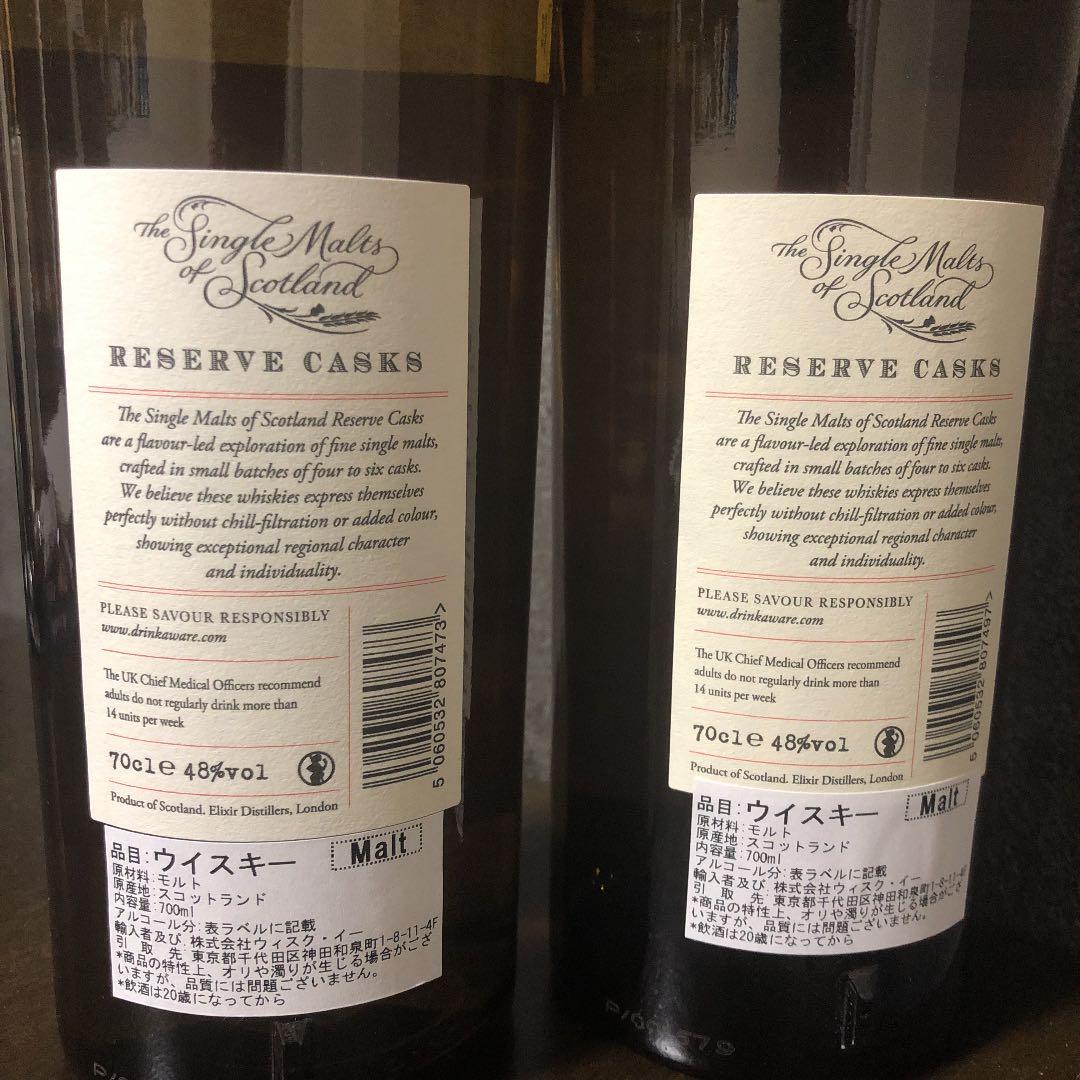 The Single Malts
of Scotland
RESERVE CASKS
The Single Malts of Scotland Reserve Casks
are a flavour-led exploration of fine single malts,
crafted in small batches of four to six casks.
We believe these whiskies express themselves
perfectly without chill-filtration or added colour,
showing exceptional regional character
and individuality.
PLEASE SAVOUR RESPONSIBLY
www.drinkaware.com
The UK Chief Medical Officers recommend
adults do not regularly drink more than
14 units per week
70cl e 48%vol
Product of Scotland. Elixir Distillers, London
5 060532 807473 >
品目:ウイスキー Malt
原材料:モルト
原産地:スコットランド
内容量:700ml
アルコール分:表ラベルに記載
輸入者及び:株式会社ウィスク・イー
引取先:東京都千代田区神田和泉町1-8-11-4F
*商品の特性上、オリや濁りが生じる場合がござ
いますが、品質には問題ございません。
*飲酒は20歳になってから
The Single Malts
of Scotland
RESERVE CASKS
The Single Malts of Scotland Reserve Casks
are a flavour-led exploration of fine single malts,
crafted in small batches of four to six casks.
We believe these whiskies express themselves
perfectly without chill-filtration or added colour,
showing exceptional regional character
and individuality.
PLEASE SAVOUR RESPONSIBLY
www.drinkaware.com
The UK Chief Medical Officers recommend
adults do not regularly drink more than
14 units per week
70cl e 48%vol
Product of Scotland. Elixir Distillers, London
5 060532 807497 >
品目:ウイスキー Malt
原材料:モルト
原産地:スコットランド
内容量:700ml
アルコール分:表ラベルに記載
輸入者及び:株式会社ウィスク・イー
引取先:東京都千代田区神田和泉町1-8-11-4F
*商品の特性上、オリや濁りが生じる場合がござ
いますが、品質には問題ございません。
*飲酒は20歳になってから